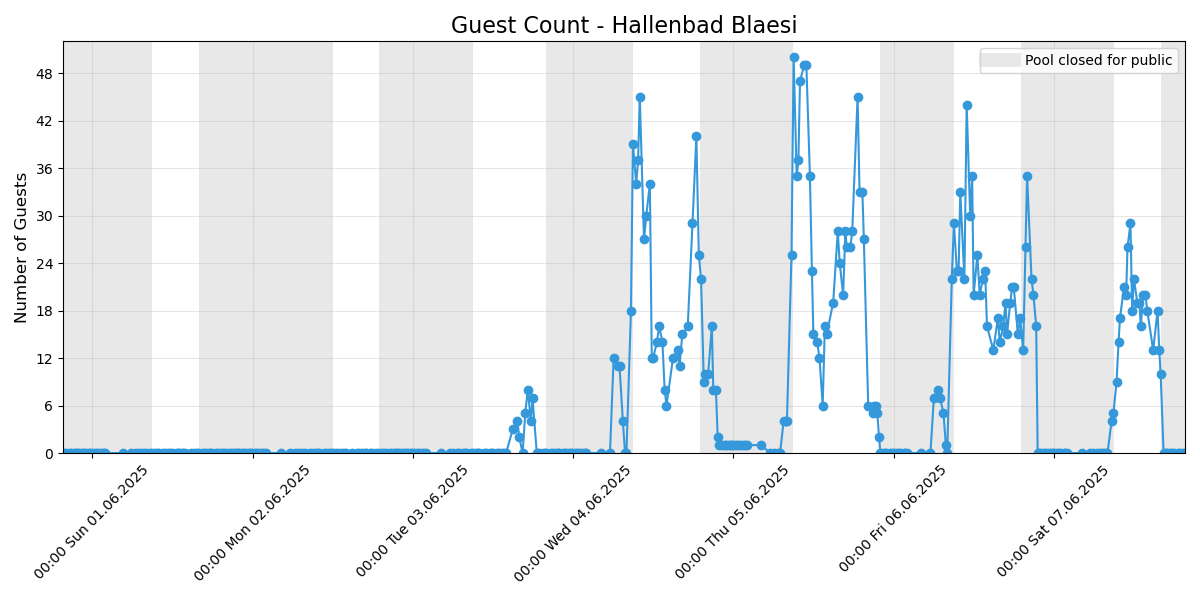 Guest Count - Hallenbad Blaesi
Pool closed for public
Number of Guests
48
42
36
30
24
18
12
6
0
00:00 Sun 01.06.2025
00:00 Mon 02.06.2025
00:00 Tue 03.06.2025
00:00 Wed 04.06.2025
00:00 Thu 05.06.2025
00:00 Fri 06.06.2025
00:00 Sat 07.06.2025